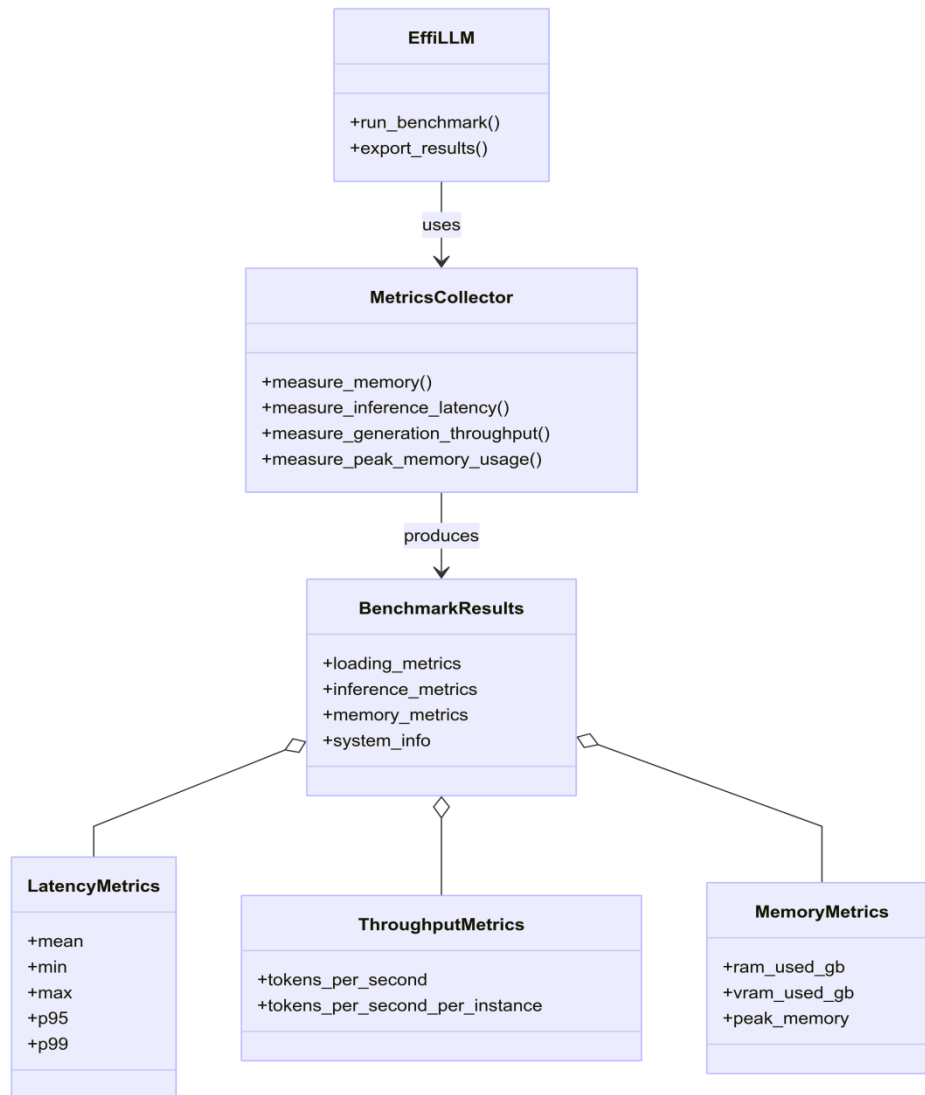 EffiLLM
+run_benchmark()
+export_results()
uses
MetricsCollector
+measure_memory()
+measure_inference_latency()
+measure_generation_throughput()
+measure_peak_memory_usage()
produces
BenchmarkResults
+loading_metrics
+inference_metrics
+memory_metrics
+system_info
LatencyMetrics
+mean
+min
+max
+p95
+p99
ThroughputMetrics
+tokens_per_second
+tokens_per_second_per_instance
MemoryMetrics
+ram_used_gb
+vram_used_gb
+peak_memory